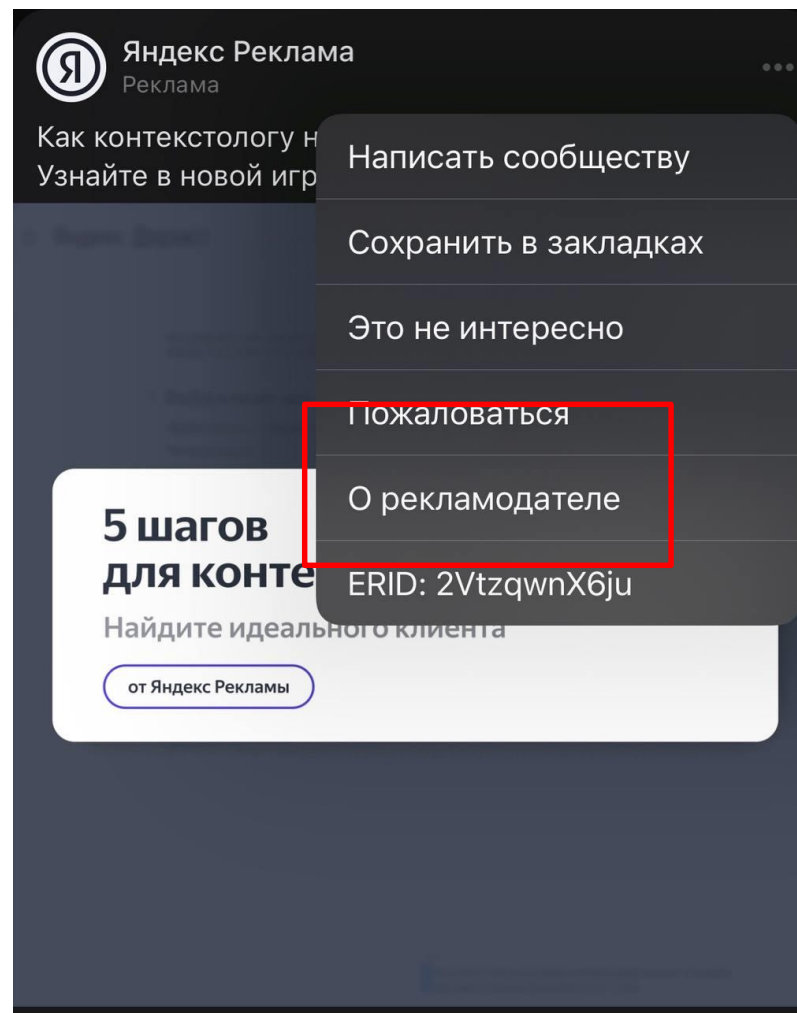 Яндекс Реклама
Реклама
Как контекстологу н
Узнайте в новой игр
Написать сообществу
Сохранить в закладках
Это не интересно
Пожаловаться
О рекламодателе
ERID: 2VtzqwnX6ju
5 шагов
для конте
Найдите идеального клиента
от Яндекс Рекламы